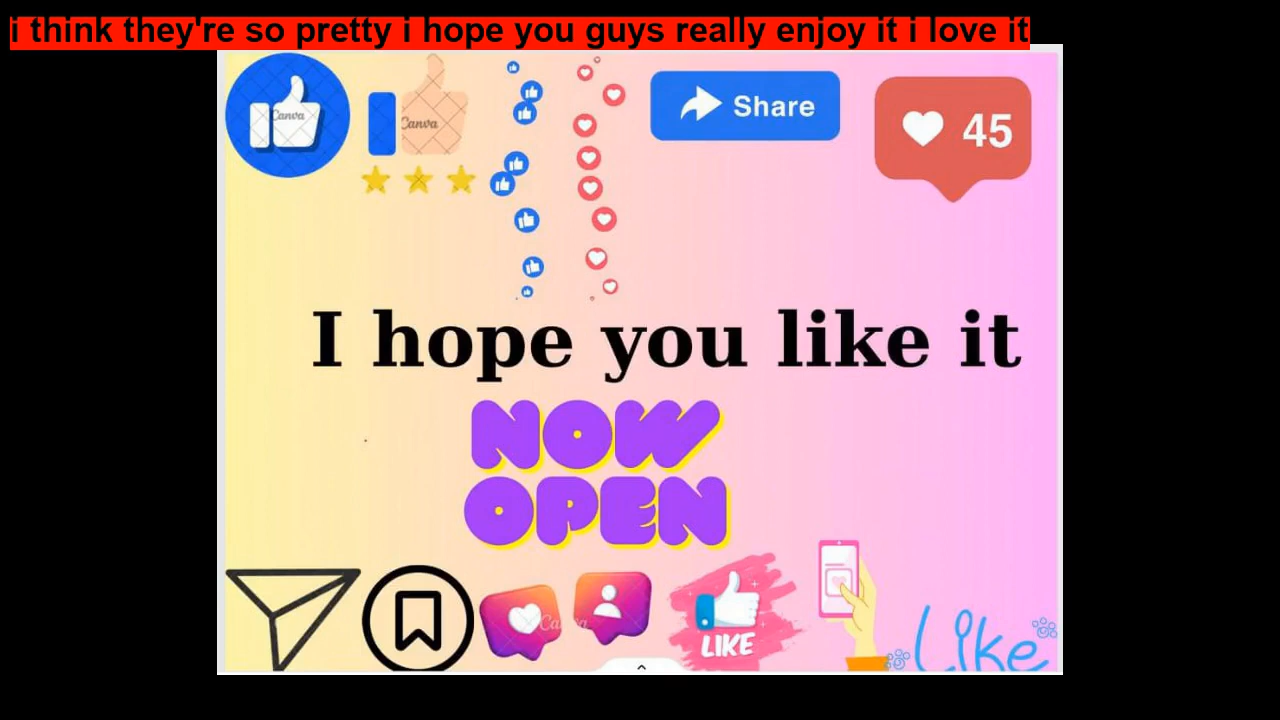 i think they're so pretty i hope you guys really enjoy it i love it
Canva
Canva
Share
45
I hope you like it
NOW
OPEN
Canva
LIKE
Like